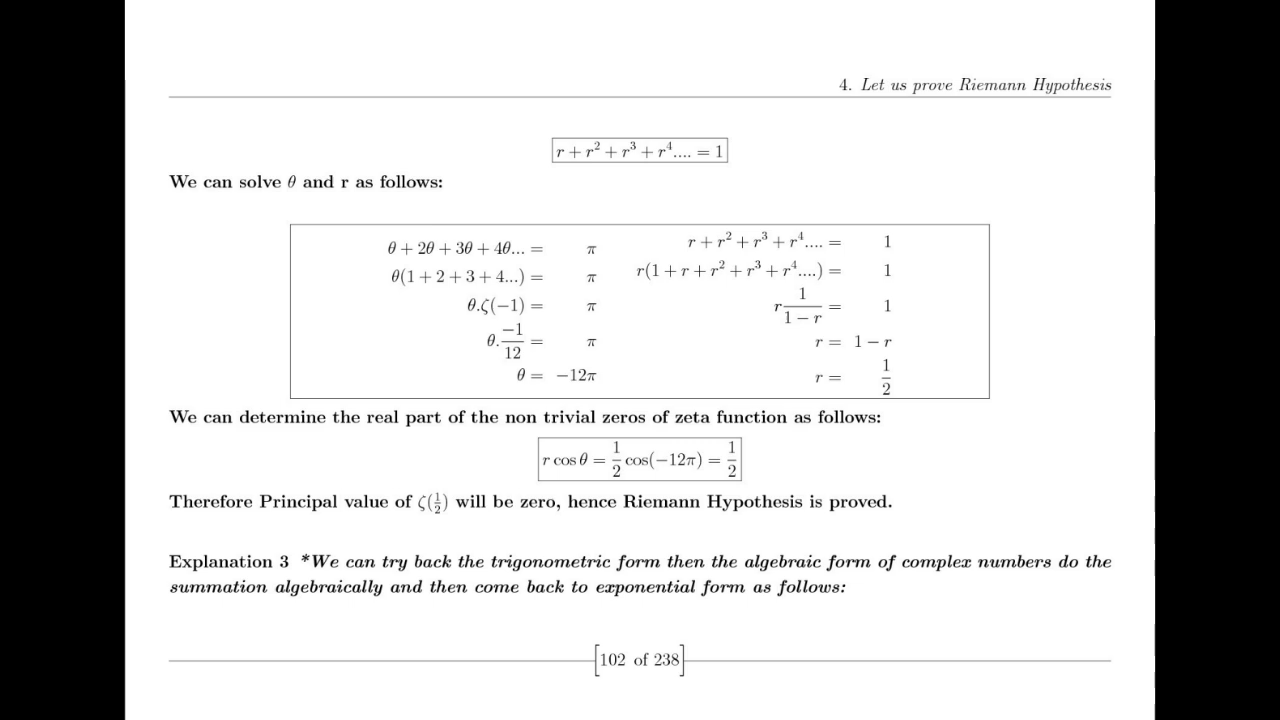 4. Let us prove Riemann Hypothesis
r + r² + r³ + r⁴.... = 1
We can solve θ and r as follows:
θ + 2θ + 3θ + 4θ... = π
θ(1 + 2 + 3 + 4...) = π
θ.ζ(−1) = π
θ.−1/12 = π
θ = −12π
r + r² + r³ + r⁴.... = 1
r(1 + r + r² + r³ + r⁴....) = 1
r 1/(1 − r) = 1
r = 1 − r
r = 1/2
We can determine the real part of the non trivial zeros of zeta function as follows:
r cos θ = 1/2 cos(−12π) = 1/2
Therefore Principal value of ζ(1/2) will be zero, hence Riemann Hypothesis is proved.
Explanation 3 *We can try back the trigonometric form then the algebraic form of complex numbers do the
summation algebraically and then come back to exponential form as follows:
[102 of 238]